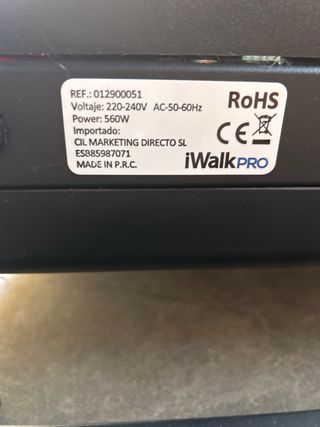 REF.: 012900051
Voltaje: 220-240V AC-50-60Hz
Power: 560W
Importado:
CIL MARKETING DIRECTO SL
ESB85987071
MADE IN P.R.C.
RoHS
CE
iWalkPRO